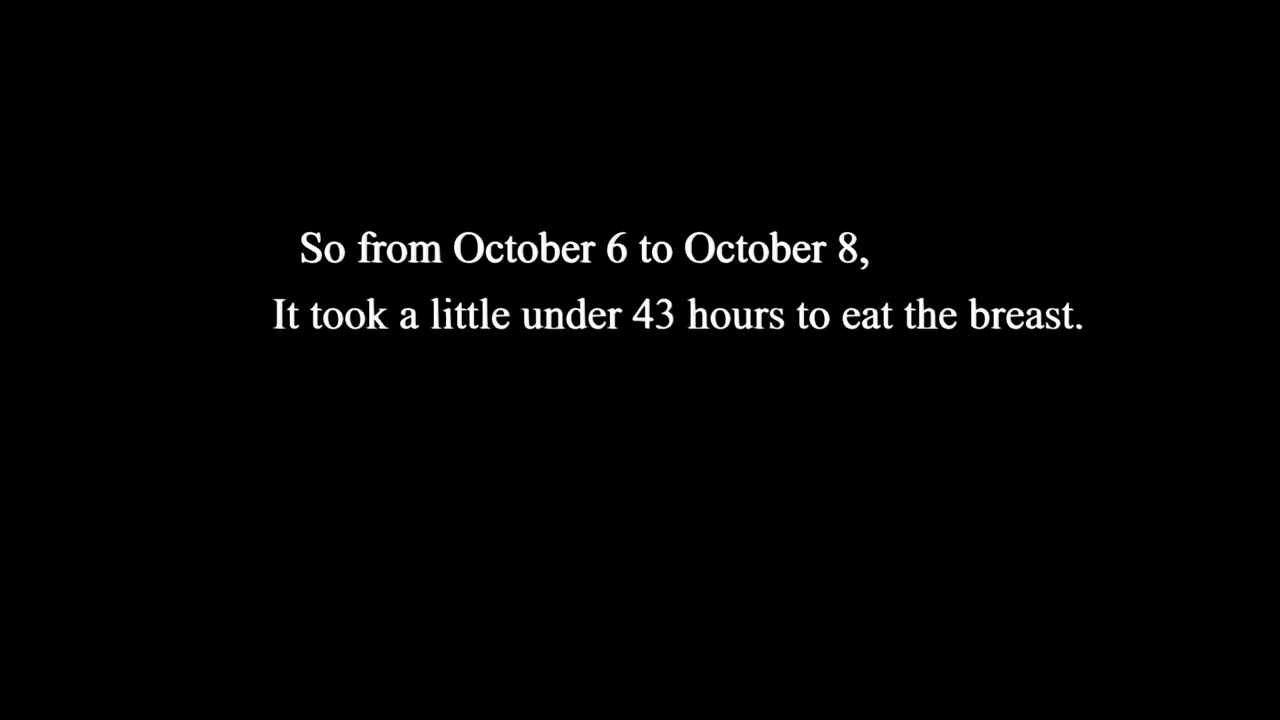 So from October 6 to October 8,
It took a little under 43 hours to eat the breast.